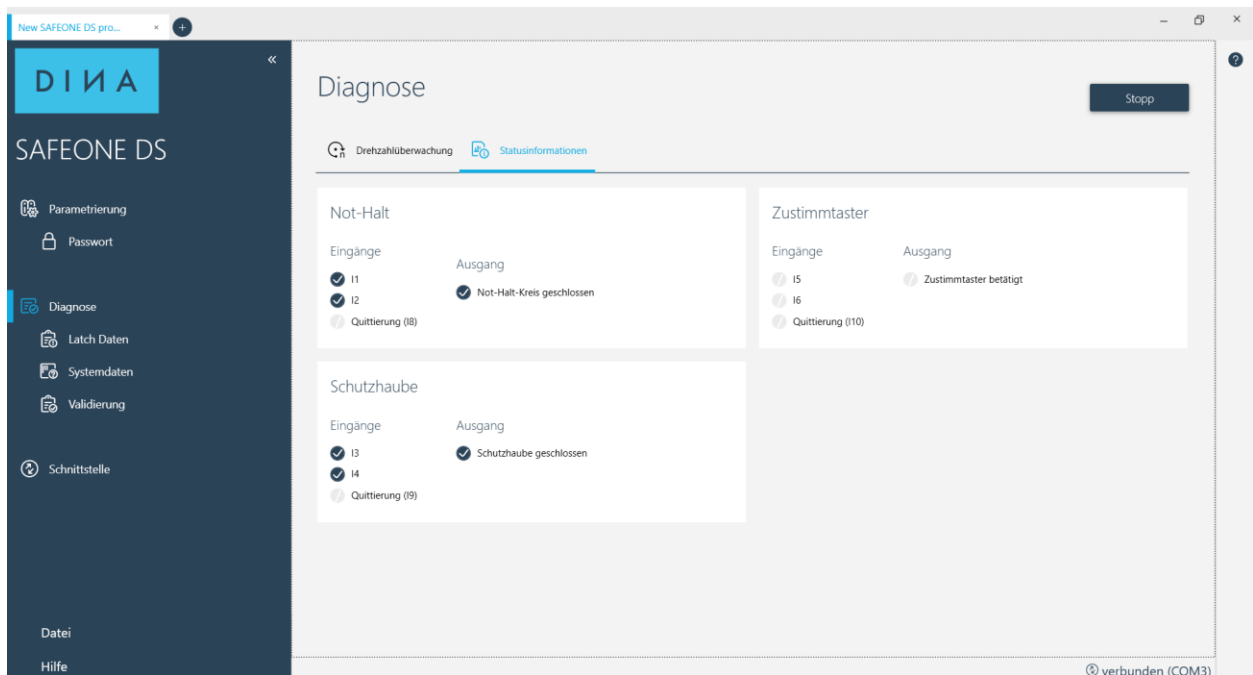 New SAFEONE DS pro...
DINA
SAFEONE DS
Parametrierung
Passwort
Diagnose
Latch Daten
Systemdaten
Validierung
Schnittstelle
Datei
Hilfe
Diagnose
Stopp
Drehzahlüberwachung
Statusinformationen
Not-Halt
Eingänge
I1
I2
Quittierung (I8)
Ausgang
Not-Halt-Kreis geschlossen
Zustimmtaster
Eingänge
I5
I6
Quittierung (I10)
Ausgang
Zustimmtaster betätigt
Schutzhaube
Eingänge
I3
I4
Quittierung (I9)
Ausgang
Schutzhaube geschlossen
verbunden (COM3)